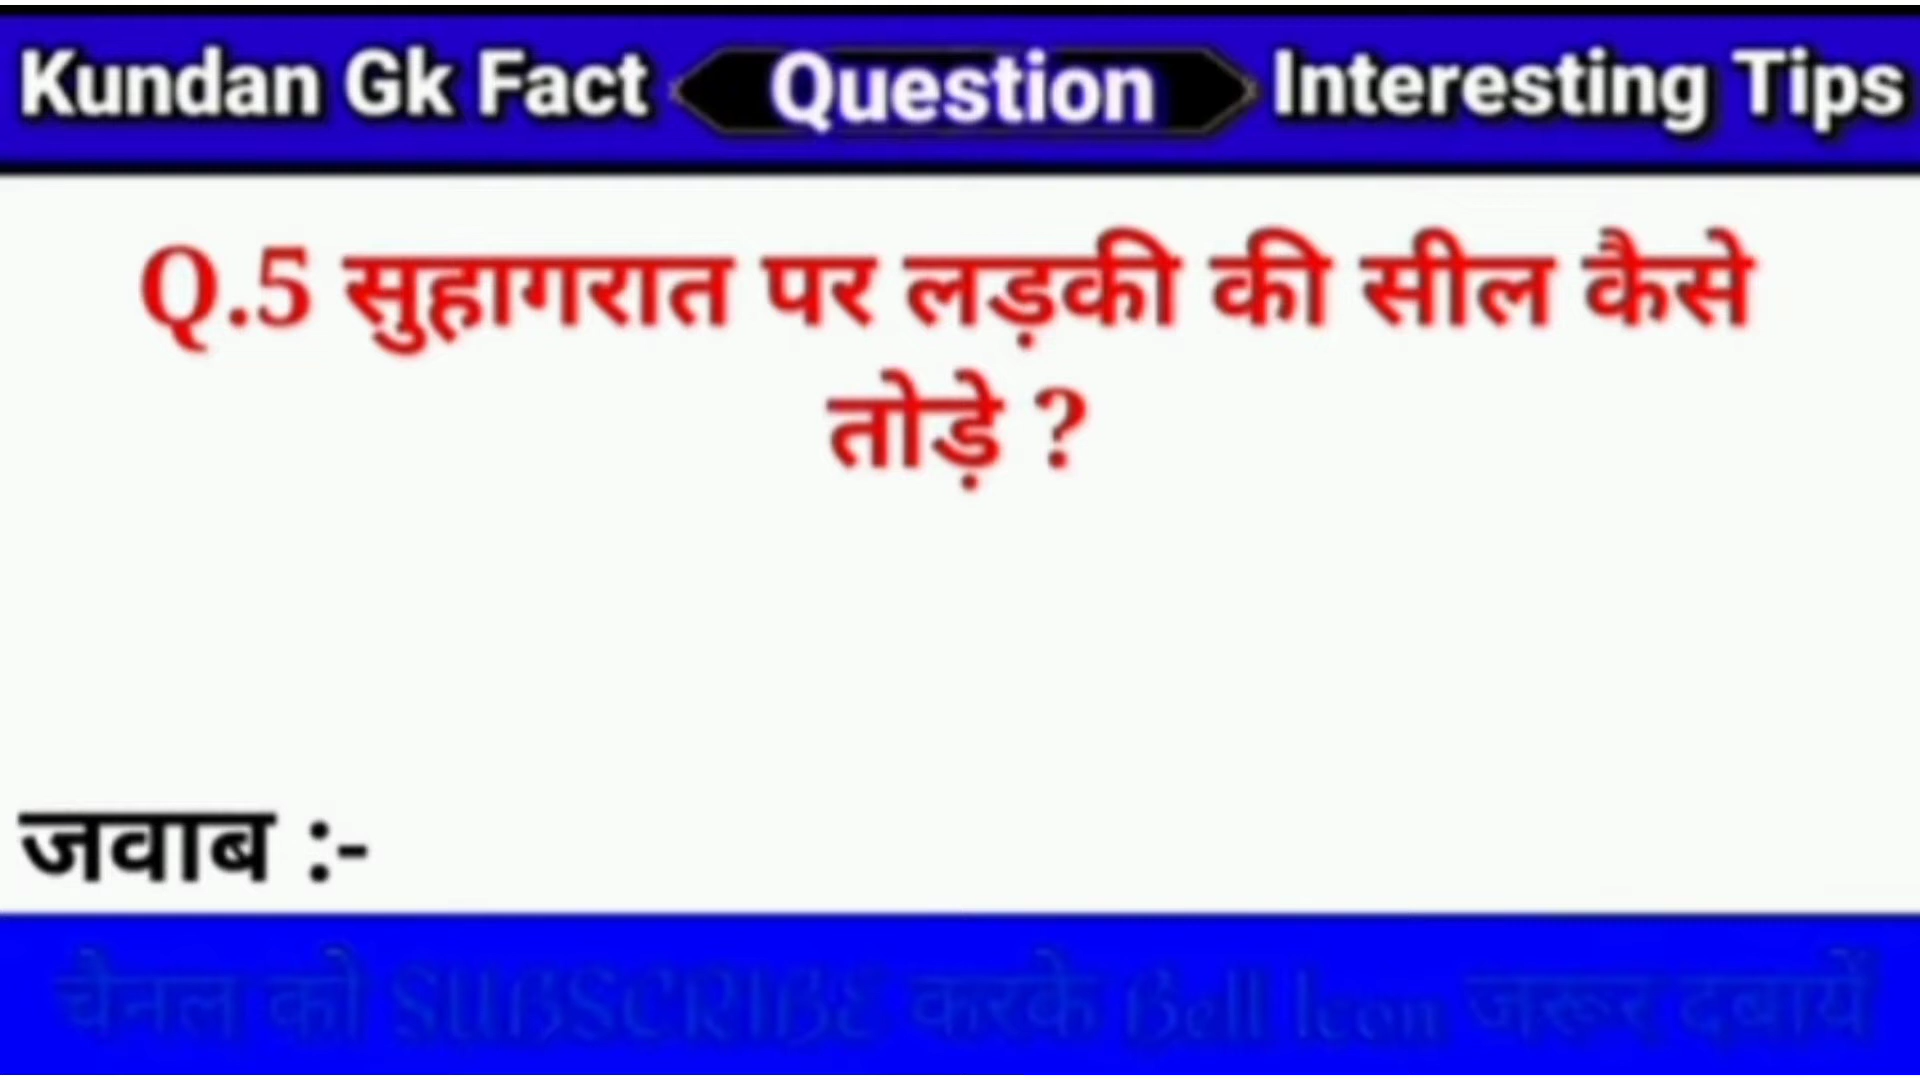 Kundan Gk Fact Question Interesting Tips
Q.5 सुहागरात पर लड़की की सील कैसे
तोड़े ?
जवाब :-
चैनल को SUBSCRIBE करके Bell Icon जरूर दबायें